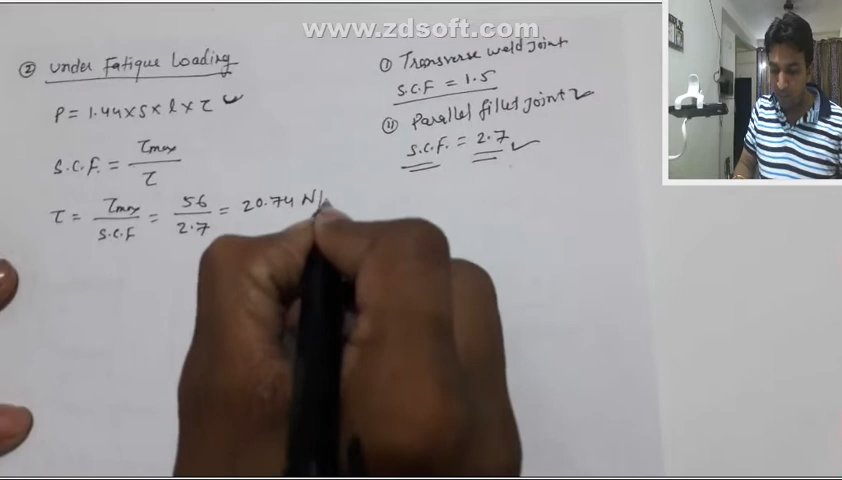 www.zdsoft.com
② Under Fatigue Loading
P = 1.44 x S x l x τ
S.C.F. = τmax / τ
τ = τmax / S.C.F = 56 / 2.7 = 20.74 N/
① Transverse weld Joint
S.C.F = 1.5
② Parallel fillet Joint
S.C.F. = 2.7